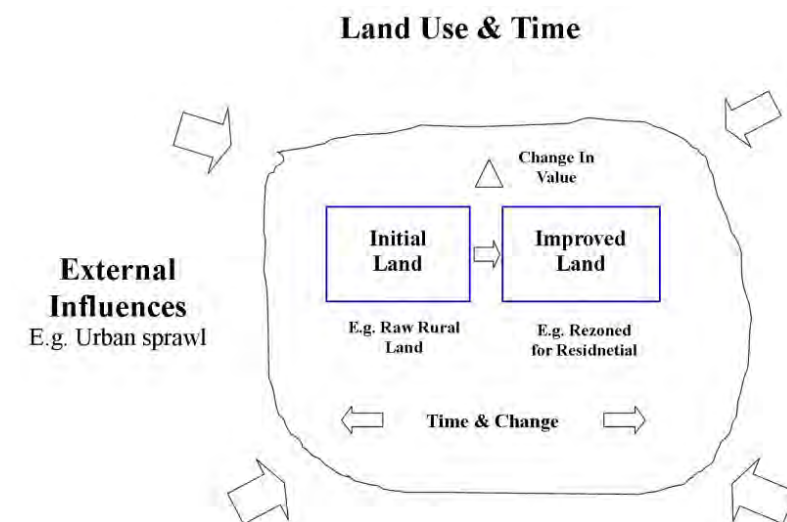 Land Use & Time
Change In
Value
Initial
Land
Improved
Land
External
Influences
E.g. Urban sprawl
E.g. Raw Rural
Land
E.g. Rezoned
for Residnetial
Time & Change